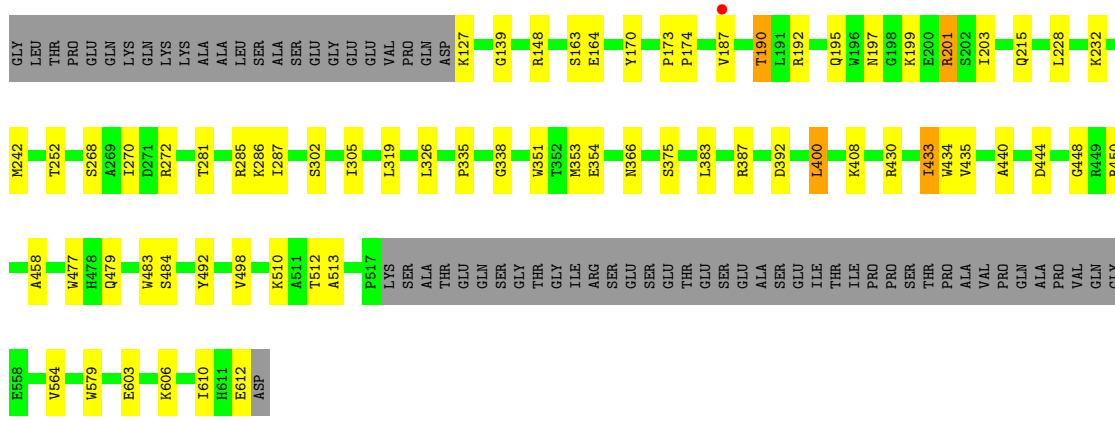 GLY LEU THR PRO GLU GLN GLN LYS GLN LYS LYS ALA ALA LEU SER ALA SER GLU GLY GLU GLU VAL PRO GLN ASP K127 G139 R148 S163 E164 Y170 P173 P174 V187 T190 L191 R192 Q195 W196 N197 G198 K199 E200 R201 S202 I203 Q215 L228 K232
M242 T252 S268 A269 I270 D271 R272 T281 R285 K286 I287 S302 I305 L319 L326 P335 G338 W351 T352 M353 E354 N366 S375 L383 R387 D392 L400 K408 R430 I433 W434 V435 A440 D444 G448 R449 R450
A458 W477 H478 Q479 W483 S484 Y492 V498 K510 A511 T512 A513 P517 LYS SER ALA THR GLU GLN SER GLY THR GLY ILE ARG SER GLU SER GLU THR GLU SER GLU ALA SER GLU ILE THR ILE PRO PRO SER THR PRO ALA VAL PRO GLN ALA PRO VAL GLN GLY
E558 V564 W579 E603 K606 I610 H611 E612 ASP